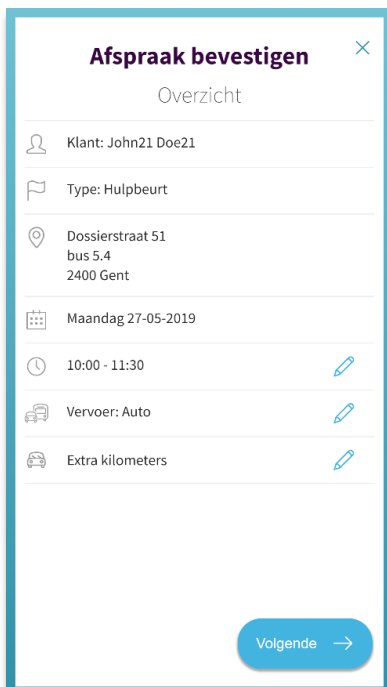 Afspraak bevestigen
Overzicht
Klant: John21 Doe21
Type: Hulpbeurt
Dossierstraat 51
bus 5.4
2400 Gent
Maandag 27-05-2019
10:00 - 11:30
Vervoer: Auto
Extra kilometers
Volgende